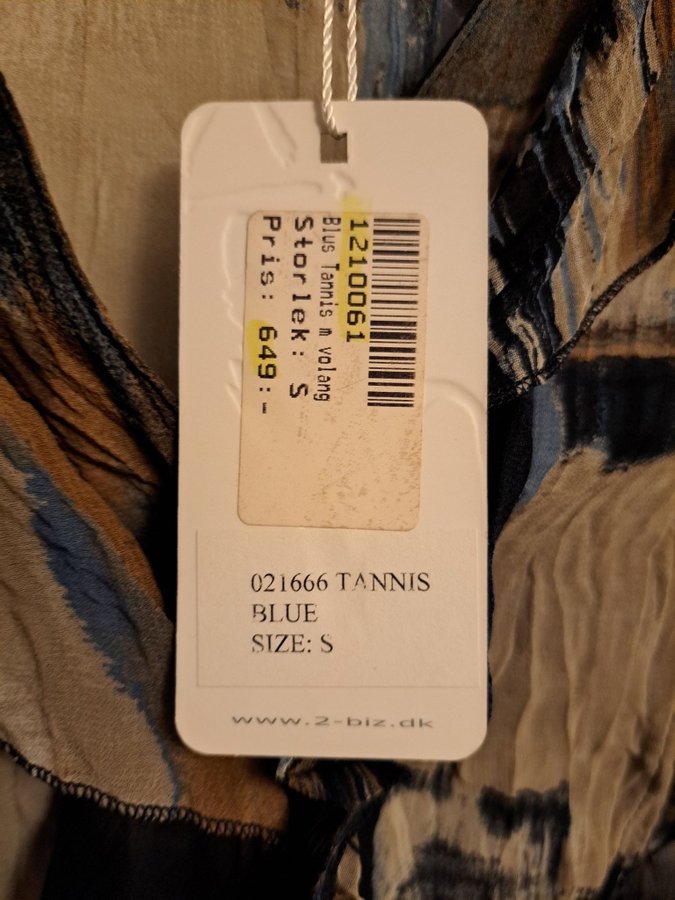 1210061
Blus Tannis m volang
Storlek: S
Pris: 649:-
021666 TANNIS
BLUE
SIZE: S
www.2-biz.dk